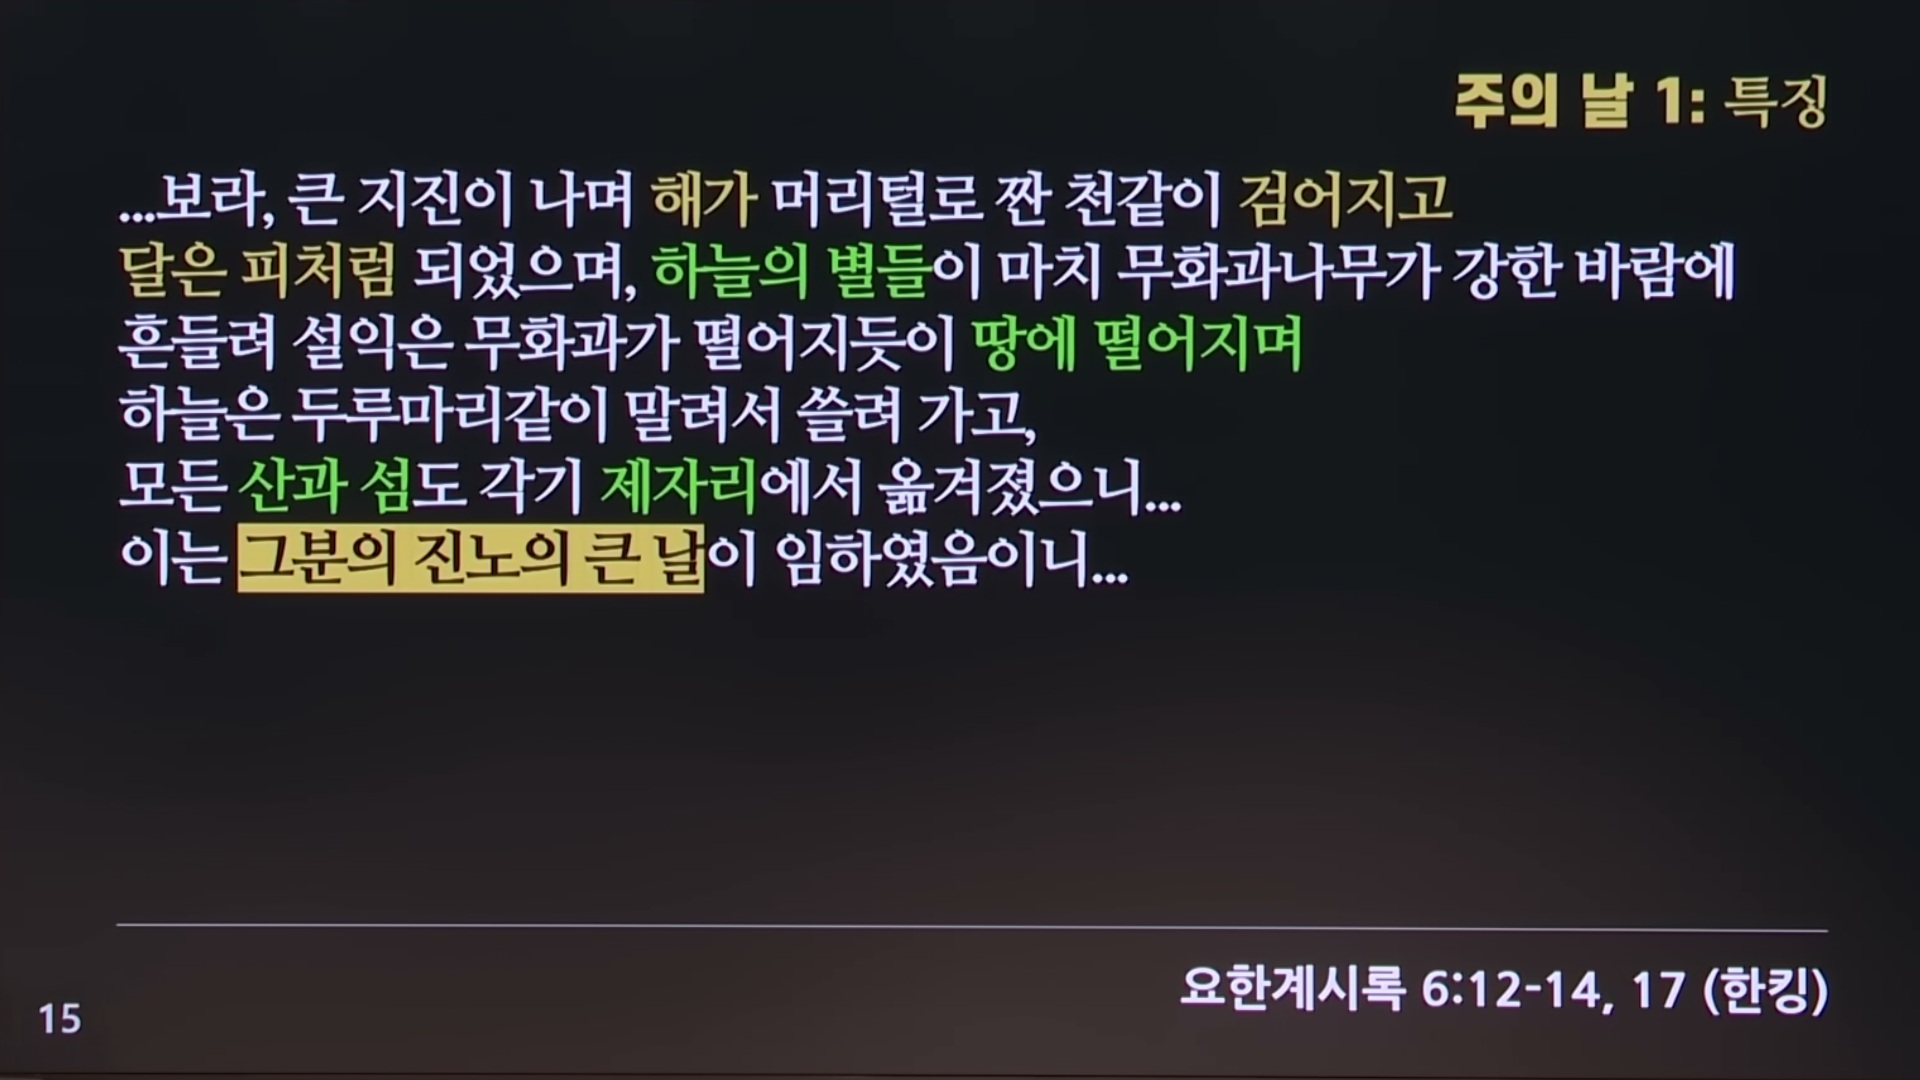 주의 날 1: 특징
...보라, 큰 지진이 나며 해가 머리털로 짠 천같이 검어지고
달은 피처럼 되었으며, 하늘의 별들이 마치 무화과나무가 강한 바람에
흔들려 설익은 무화과가 떨어지듯이 땅에 떨어지며
하늘은 두루마리같이 말려서 쓸려 가고,
모든 산과 섬도 각기 제자리에서 옮겨졌으니...
이는 그분의 진노의 큰 날이 임하였음이니...
요한계시록 6:12-14, 17 (한킹)
15